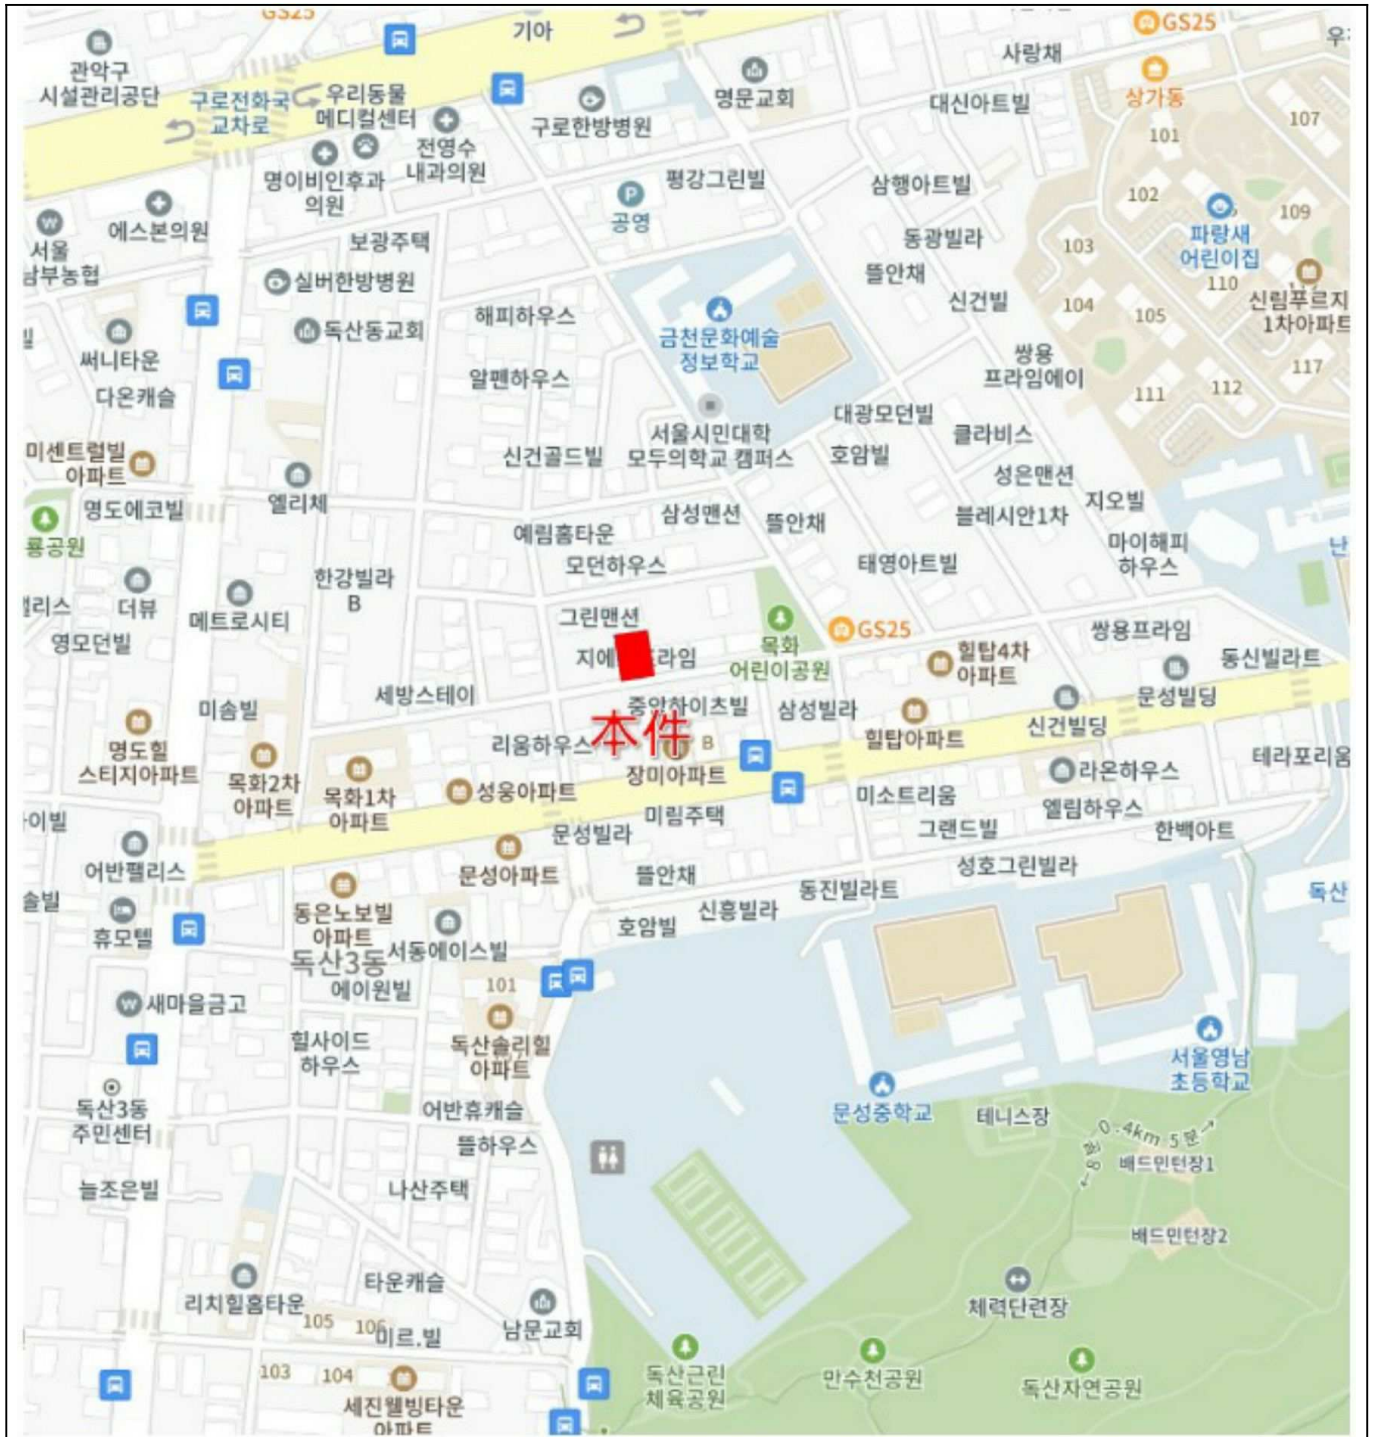 GS25
기아
GS25
사랑채
관악구
시설관리공단
구로전화국
교차로
우리동물
메디컬센터
구로한방병원
명문교회
대신아트빌
상가동
101
107
전영수
내과의원
명이비인후과
의원
평강그린빌
삼행아트빌
102
109
공영
에스본의원
서울
남부농협
보광주택
동광빌라
103
파랑새
어린이집
실버한방병원
뜰안채
110
신건빌
104
105
신림푸르지
1차아파트
해피하우스
독산동교회
금천문화예술
정보학교
써니타운
쌍용
프라임에이
117
다온캐슬
알펜하우스
111
112
대광모던빌
서울시민대학
모두의학교 캠퍼스
클라비스
미센트럴빌
아파트
신건골드빌
호암빌
성은맨션
엘리체
명도에코빌
삼성맨션
뜰안채
블레시안1차
지오빌
룡공원
예림홈타운
마이해피
하우스
난
모던하우스
태영아트빌
한강빌라
B
더뷰
메트로시티
그린맨션
GS25
쌍용프라임
영모던빌
목화
어린이공원
힐탑4차
아파트
동신빌라트
지에
라임
세방스테이
문성빌딩
미솜빌
중앙하이츠빌
삼성빌라
신건빌딩
本件
힐탑아파트
리움하우스
B
명도힐
스티지아파트
목화2차
아파트
목화1차
아파트
장미아파트
테라포리움
라온하우스
성웅아파트
미소트리움
엘림하우스
이빌
미림주택
그랜드빌
한백아트
문성빌라
어반팰리스
문성아파트
뜰안채
성호그린빌라
동진빌라트
독산
솔빌
동은노보빌
아파트
신흥빌라
휴모텔
호암빌
서동에이스빌
독산3동
에이원빌
101
새마을금고
힐사이드
하우스
독산솔리힐
아파트
서울영남
초등학교
독산3동
주민센터
어반휴캐슬
문성중학교
테니스장
뜰하우스
0.4km 5분
배드민턴장1
늘조은빌
나산주택
배드민턴장2
타운캐슬
리치힐홈타운
체력단련장
105
106
미르.빌
남문교회
103
104
독산근린
체육공원
만수천공원
독산자연공원
세진웰빙타운
아파트